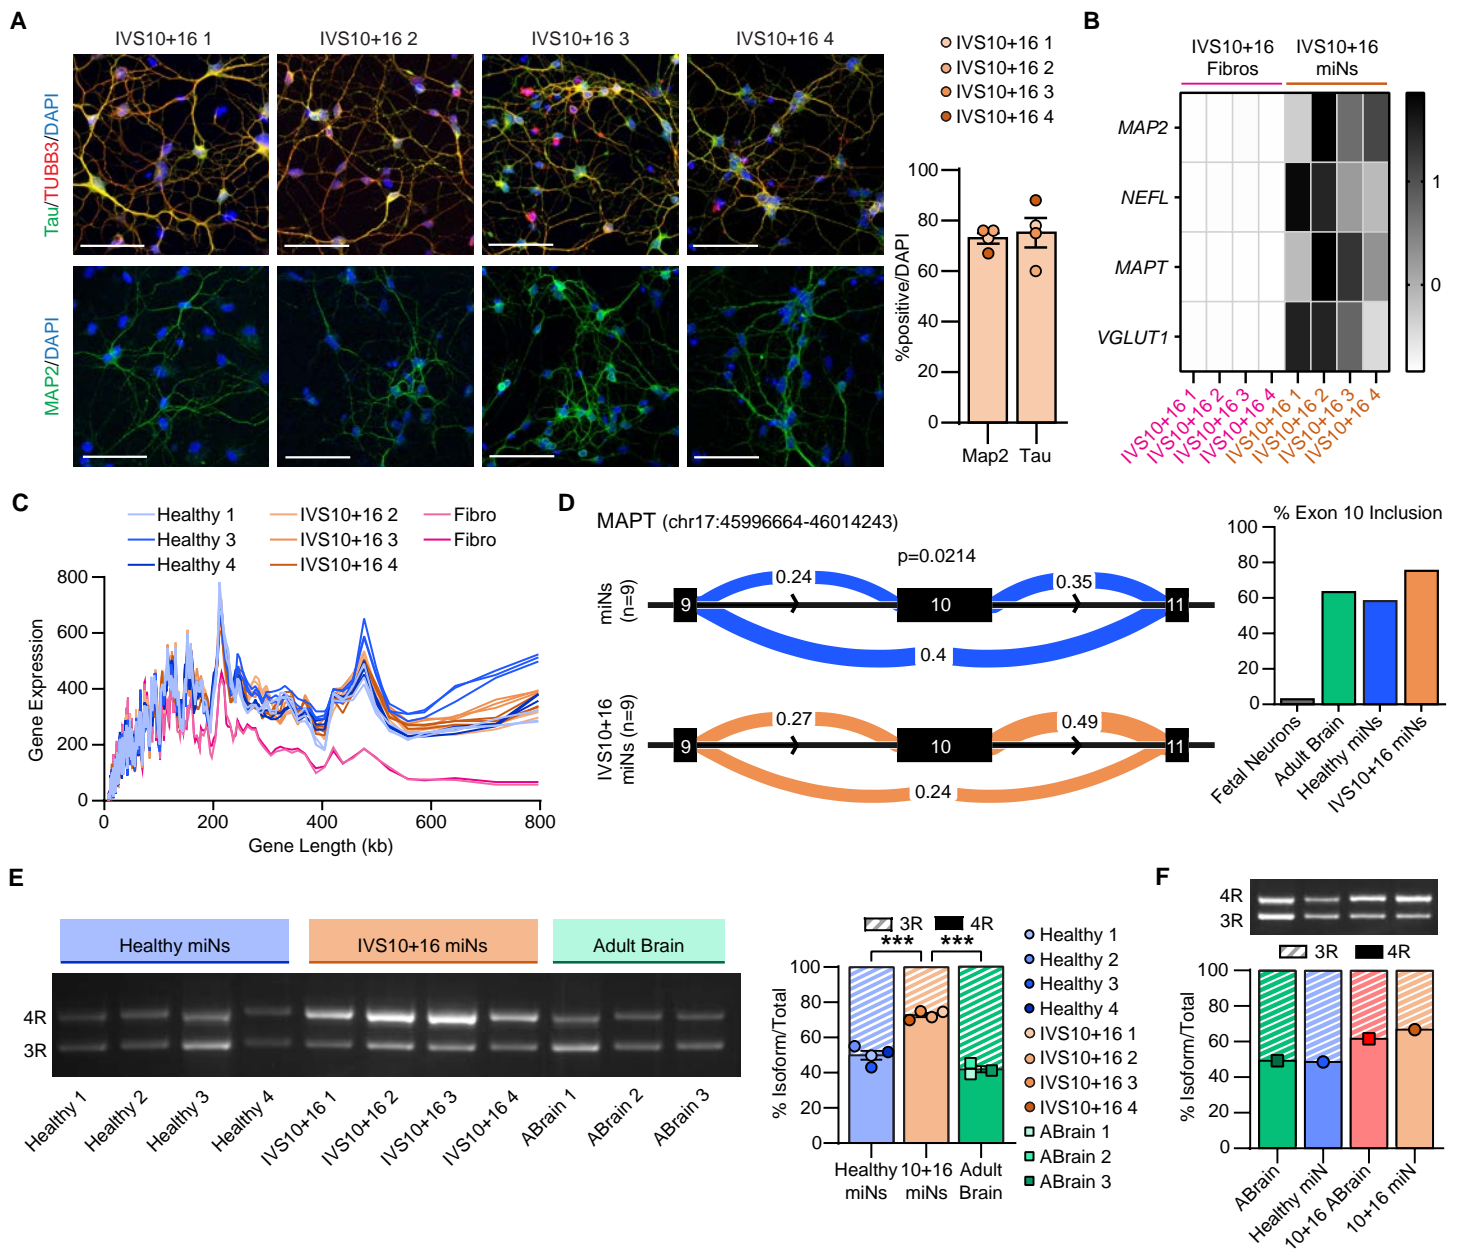 A
IVS10+16 1
IVS10+16 2
IVS10+16 3
IVS10+16 4
Tau/TUBB3/DAPI
MAP2/DAPI
IVS10+16 1
IVS10+16 2
IVS10+16 3
IVS10+16 4
%positive/DAPI
100
80
60
40
20
0
Map2
Tau
B
IVS10+16
Fibros
IVS10+16
miNs
MAP2
NEFL
MAPT
VGLUT1
1
0
IVS10+16 1
IVS10+16 2
IVS10+16 3
IVS10+16 4
IVS10+16 1
IVS10+16 2
IVS10+16 3
IVS10+16 4
C
Healthy 1
Healthy 3
Healthy 4
IVS10+16 2
IVS10+16 3
IVS10+16 4
Fibro
Fibro
Gene Expression
800
600
400
200
0
0
200
400
600
800
Gene Length (kb)
D
MAPT (chr17:45996664-46014243)
p=0.0214
miNs
(n=9)
9
10
11
0.24
0.35
0.4
IVS10+16
miNs (n=9)
9
10
11
0.27
0.49
0.24
% Exon 10 Inclusion
100
80
60
40
20
0
Fetal Neurons
Adult Brain
Healthy miNs
IVS10+16 miNs
E
Healthy miNs
IVS10+16 miNs
Adult Brain
4R
3R
Healthy 1
Healthy 2
Healthy 3
Healthy 4
IVS10+16 1
IVS10+16 2
IVS10+16 3
IVS10+16 4
ABrain 1
ABrain 2
ABrain 3
3R
4R
***
***
% Isoform/Total
100
80
60
40
20
0
Healthy
miNs
10+16
miNs
Adult
Brain
Healthy 1
Healthy 2
Healthy 3
Healthy 4
IVS10+16 1
IVS10+16 2
IVS10+16 3
IVS10+16 4
ABrain 1
ABrain 2
ABrain 3
F
4R
3R
3R
4R
% Isoform/Total
100
80
60
40
20
0
ABrain
Healthy miN
10+16 ABrain
10+16 miN